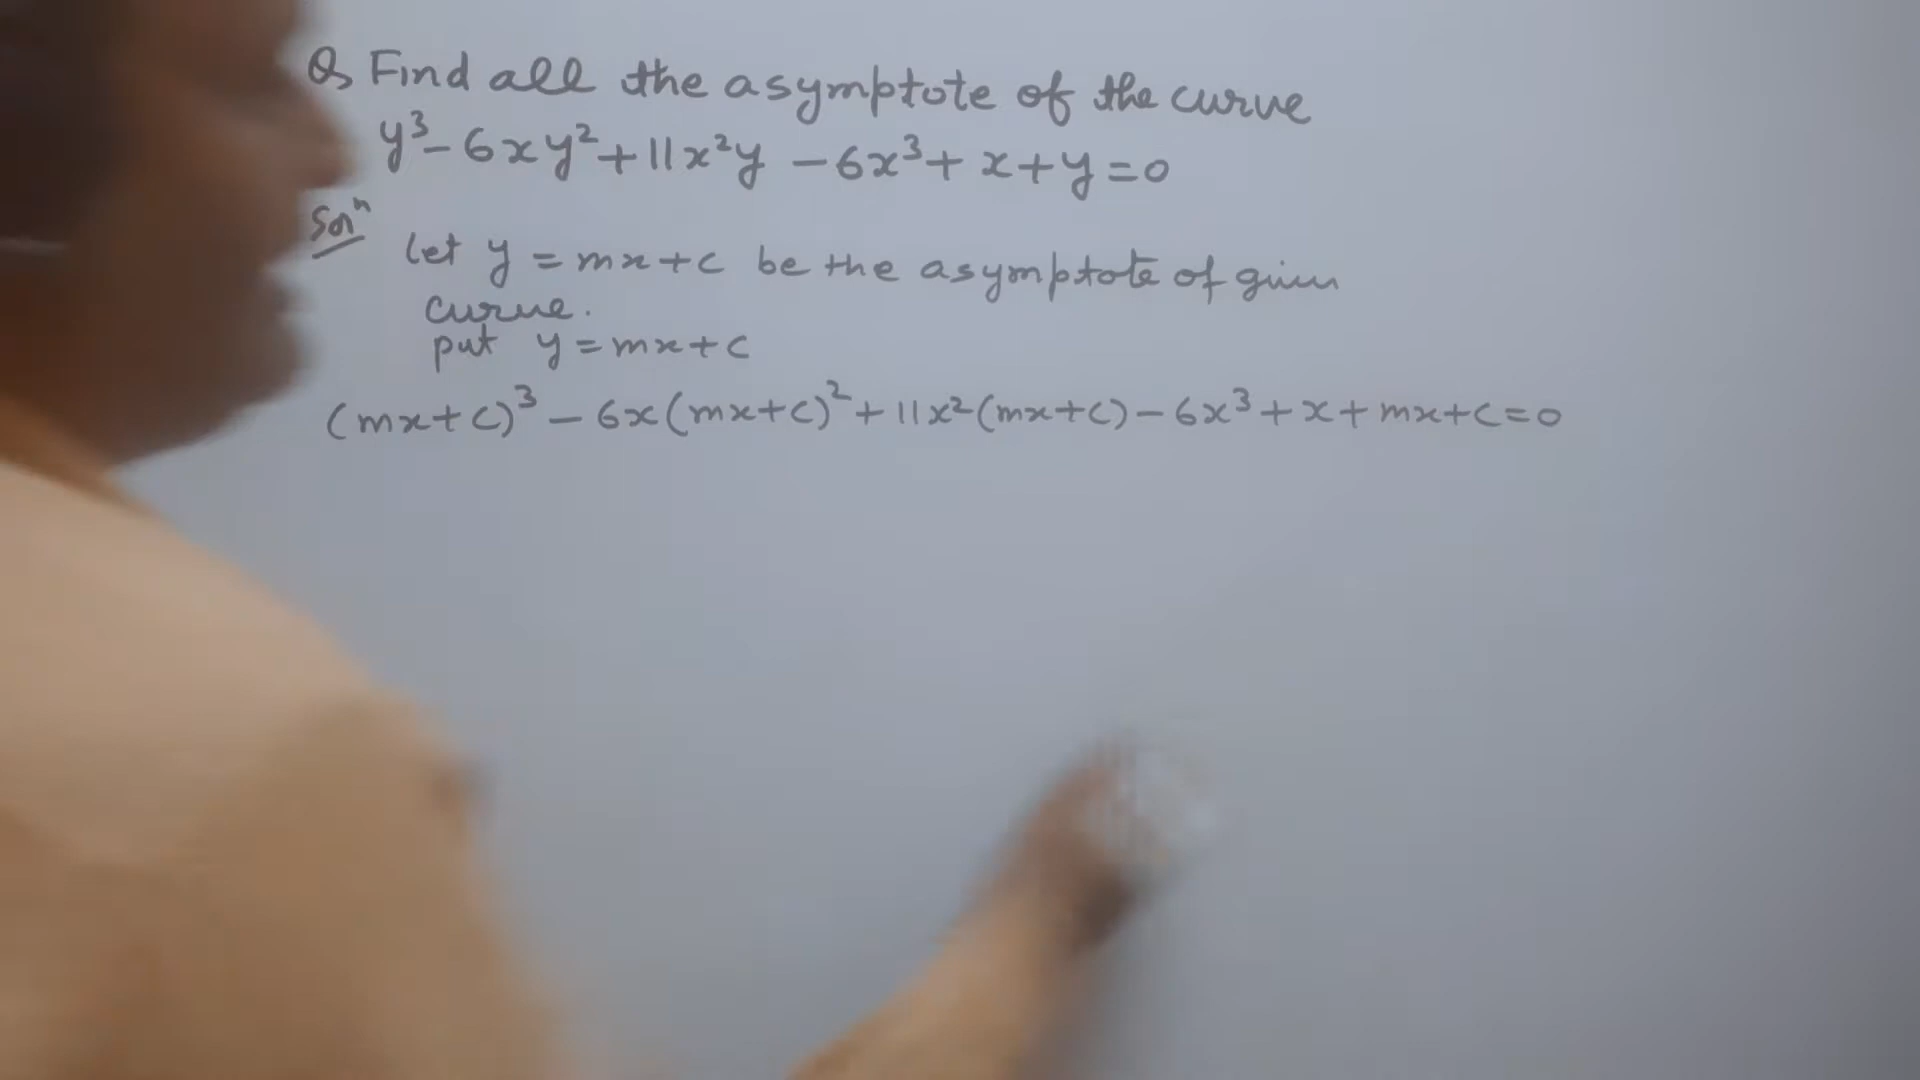 Q Find all the asymptote of the curve
y³ - 6xy² + 11x²y - 6x³ + x + y = 0
Solⁿ
let y = mx + c be the asymptote of given
curve.
put y = mx + c
(mx + c)³ - 6x(mx + c)² + 11x²(mx + c) - 6x³ + x + mx + c = 0